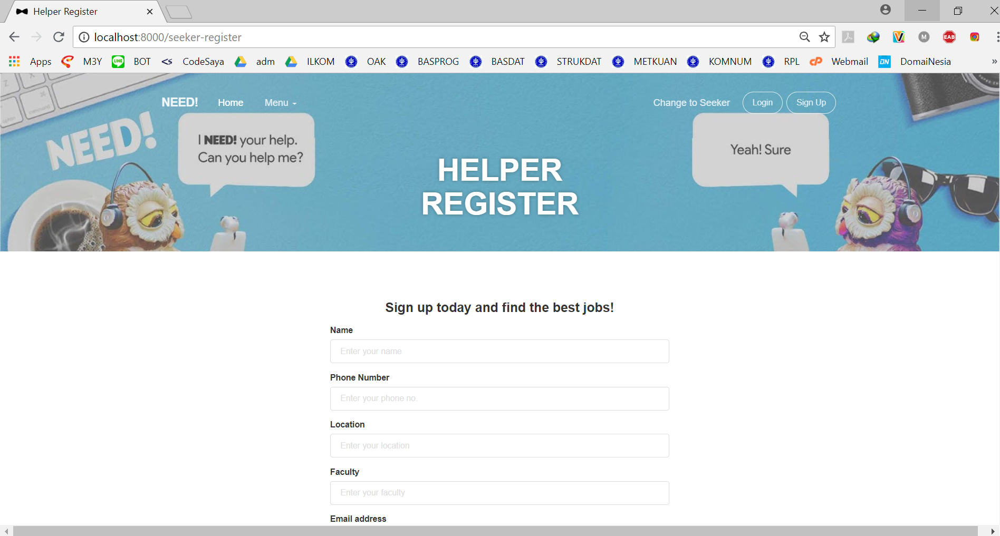 Helper Register
localhost:8000/seeker-register
Apps M3Y BOT CodeSaya adm ILKOM OAK BASPROG BASDAT STRUKDAT METKUAN KOMNUM RPL Webmail DomaiNesia »
NEED! Home Menu Change to Seeker Login Sign Up
NEED!
I NEED! your help.
Can you help me?
Yeah! Sure
HELPER
REGISTER
Sign up today and find the best jobs!
Name
Enter your name
Phone Number
Enter your phone no.
Location
Enter your location
Faculty
Enter your faculty
Email address